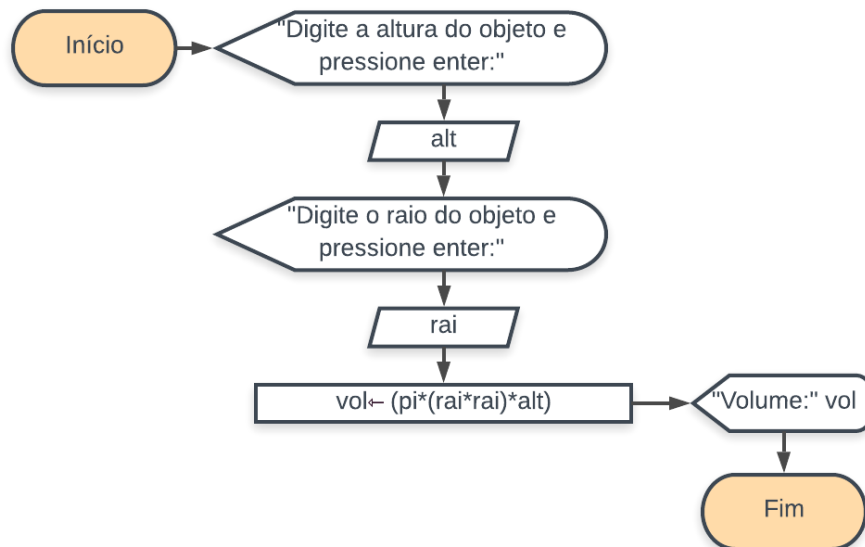 Início
"Digite a altura do objeto e
pressione enter:"
alt
"Digite o raio do objeto e
pressione enter:"
rai
vol← (pi*(rai*rai)*alt)
"Volume:" vol
Fim